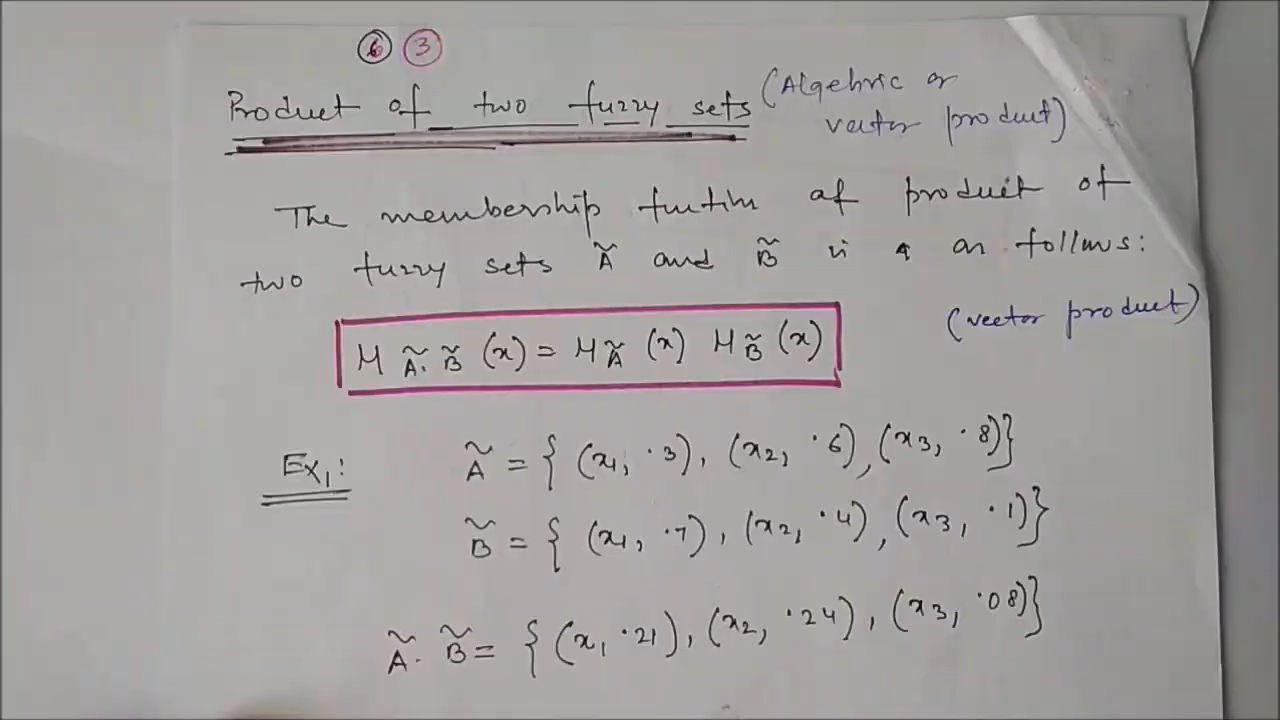 6 3
Product of two fuzzy sets (Algebric or
vector product)
The membership function of product of
two fuzzy sets Ã and B̃ is as follows:
(vector product)
μ Ã.B̃ (x) = μ Ã (x) μ B̃ (x)
Ex1: Ã = { (x1, .3), (x2, .6), (x3, .8)}
B̃ = { (x1, .7), (x2, .4), (x3, .1)}
Ã. B̃ = { (x1, .21), (x2, .24), (x3, .08)}